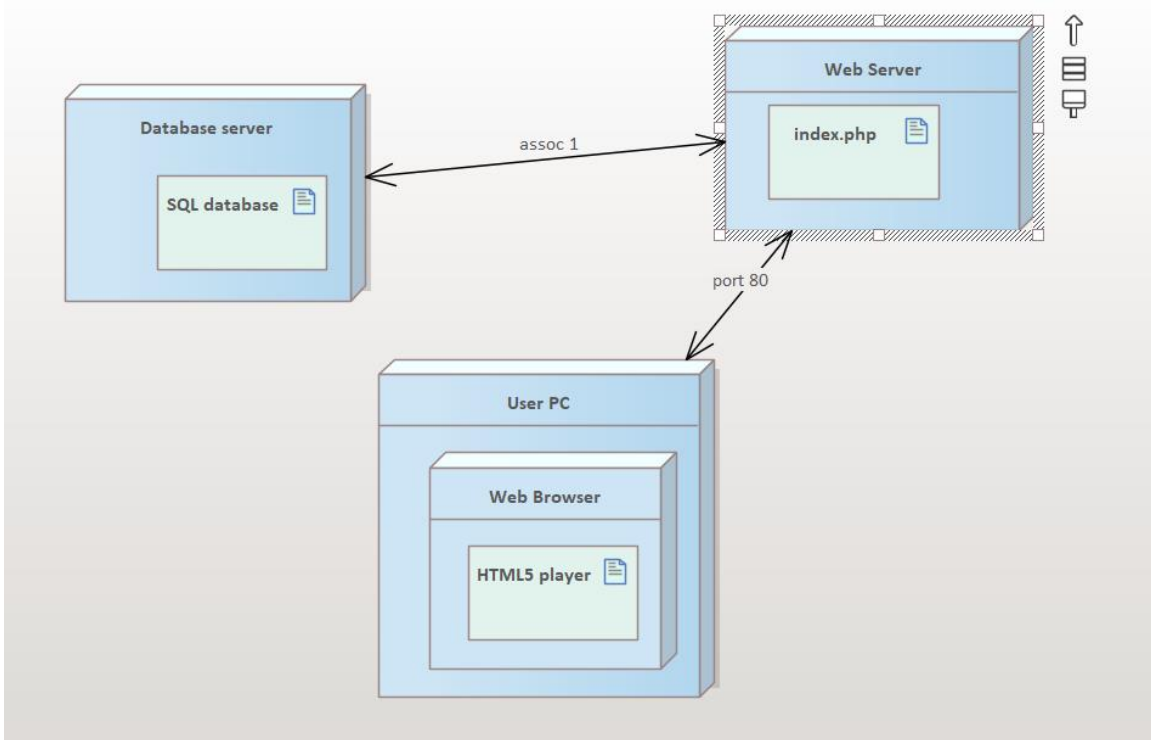 Web Server
index.php
Database server
SQL database
assoc 1
port 80
User PC
Web Browser
HTML5 player